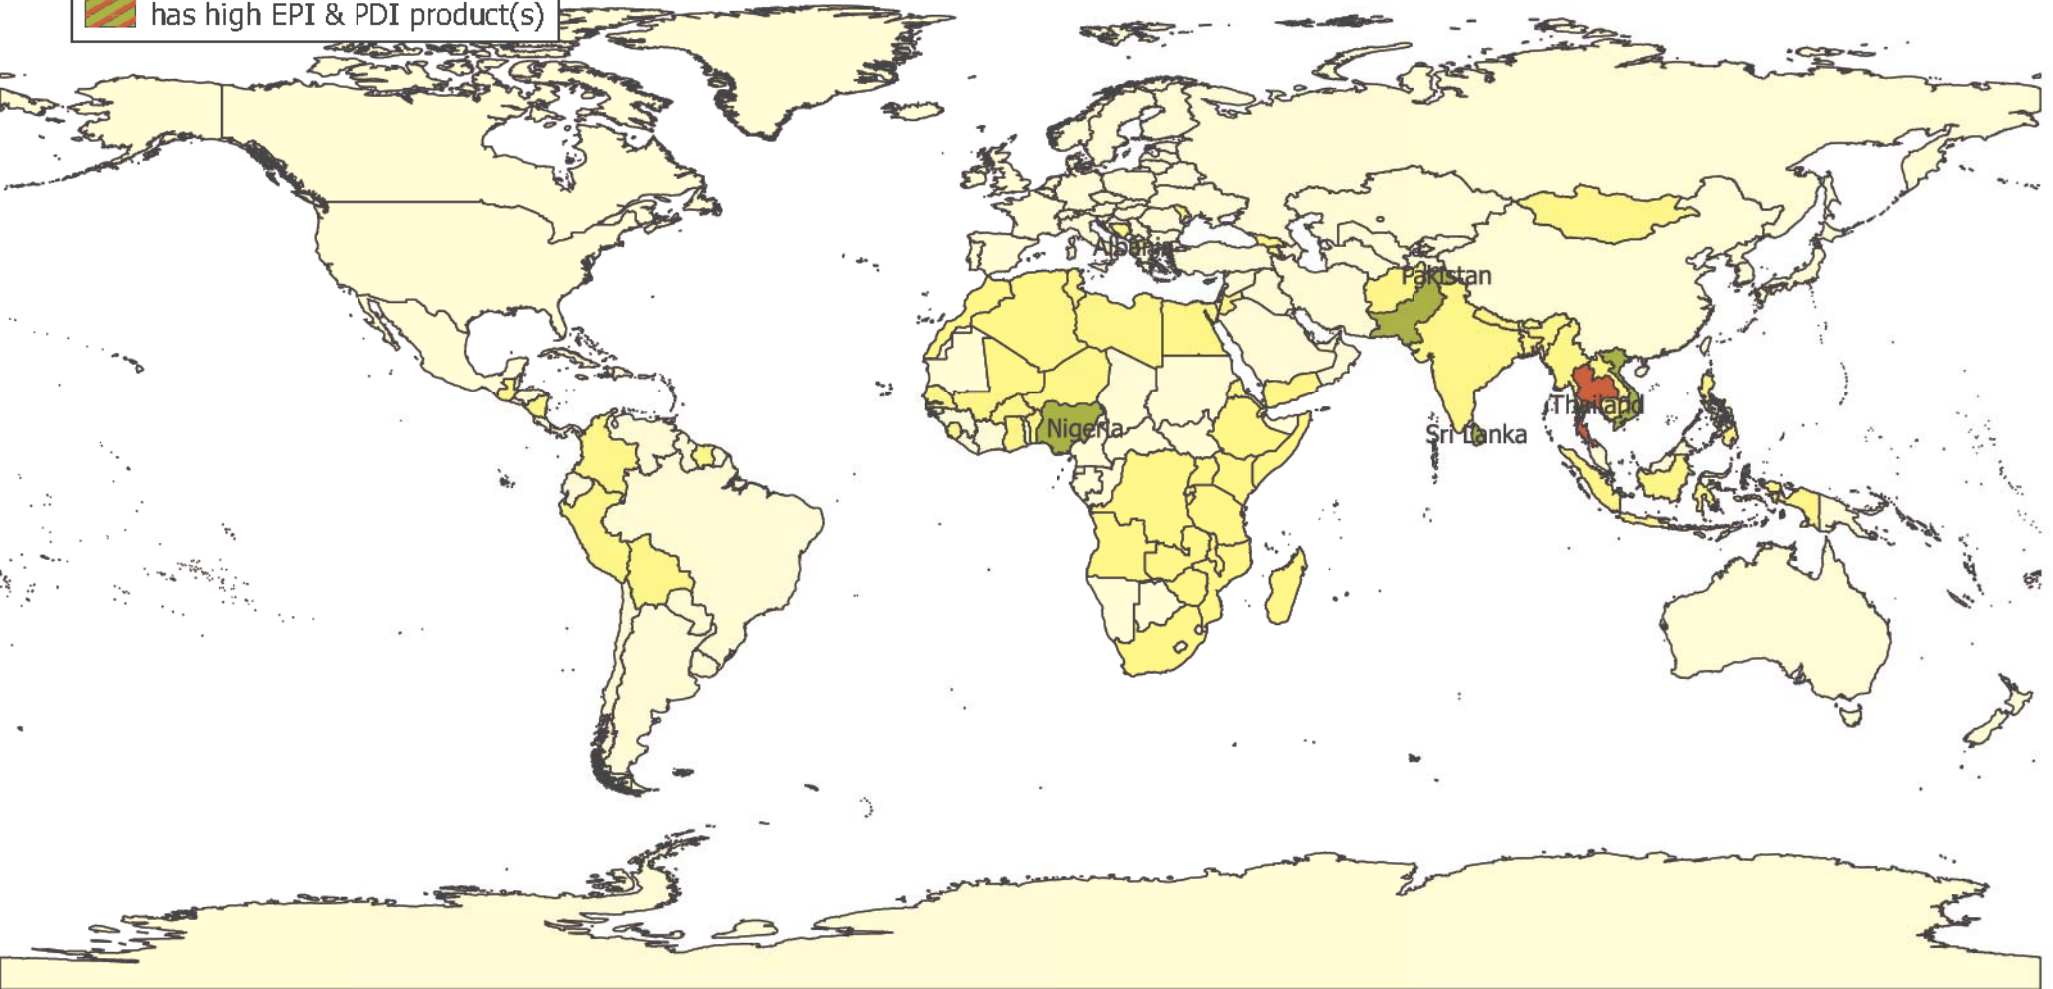 has high EPI & PDI product(s)
Albania
Pakistan
Thailand
Nigeria
Sri Lanka